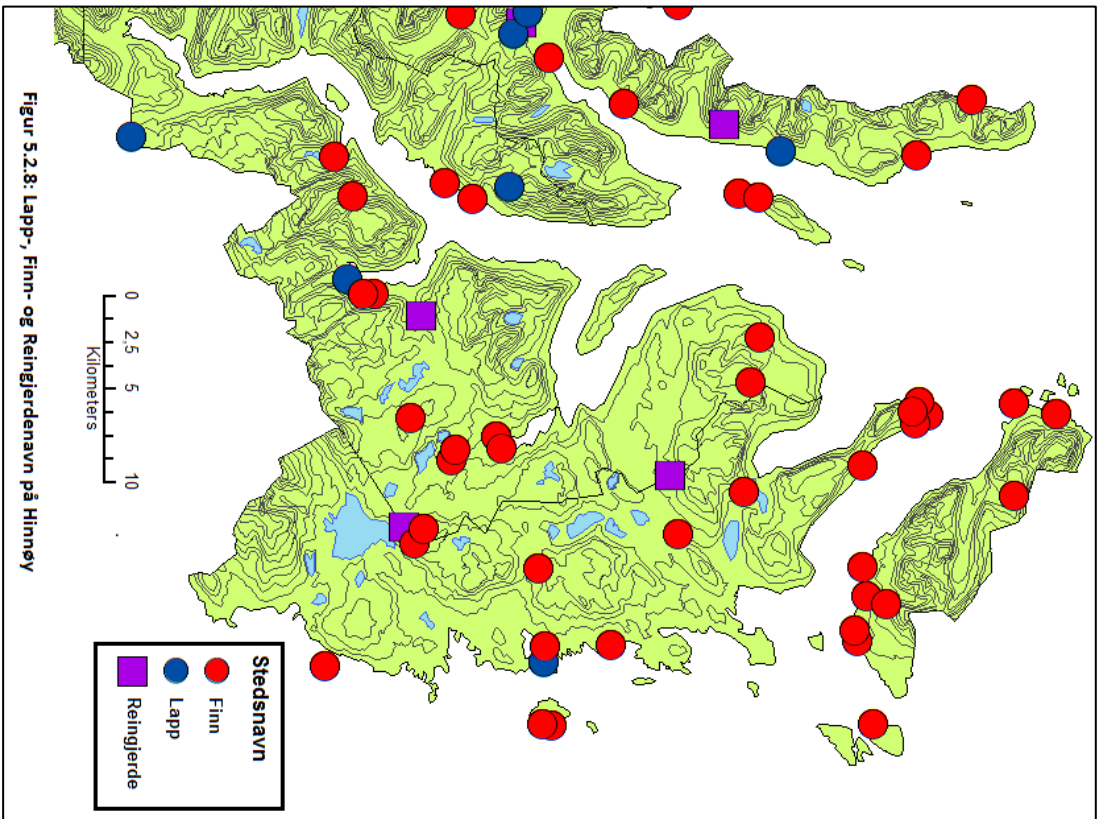 Stedsnavn
Finn
Lapp
Reingjerde
0 2,5 5 10
Kilometers
Figur 5.2.8: Lapp-, Finn- og Reingjerdenavn på Hinnøy